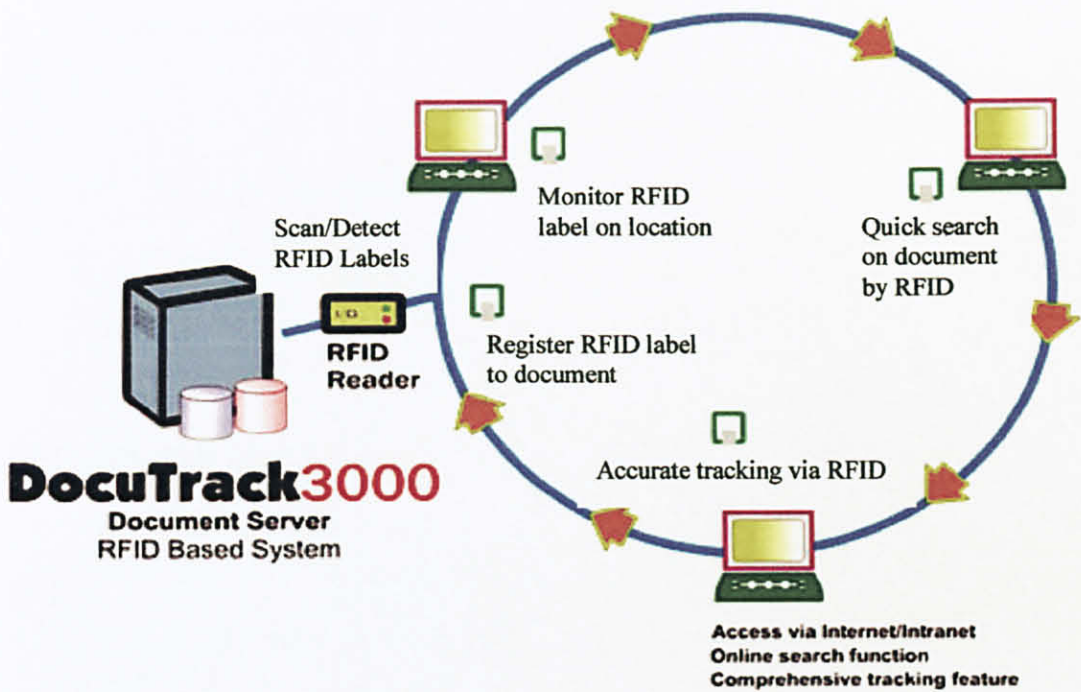 Scan/Detect
RFID Labels
RFID
Reader
DocuTrack3000
Document Server
RFID Based System
Monitor RFID
label on location
Register RFID label
to document
Quick search
on document
by RFID
Accurate tracking via RFID
Access via Internet/Intranet
Online search function
Comprehensive tracking feature